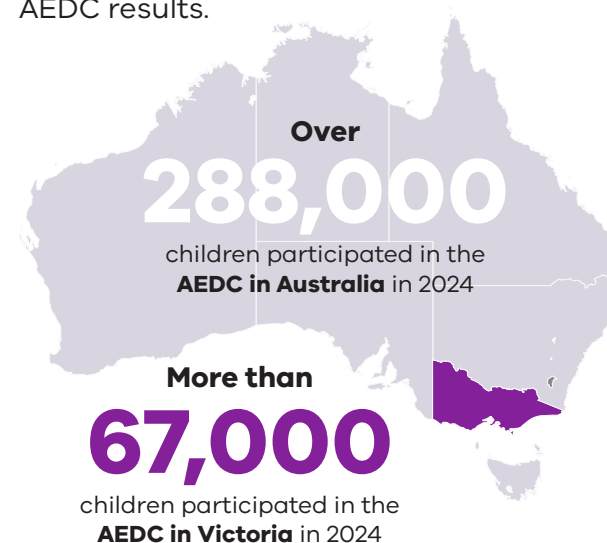 AEDC results.
Over
288,000
children participated in the
AEDC in Australia in 2024
More than
67,000
children participated in the
AEDC in Victoria in 2024